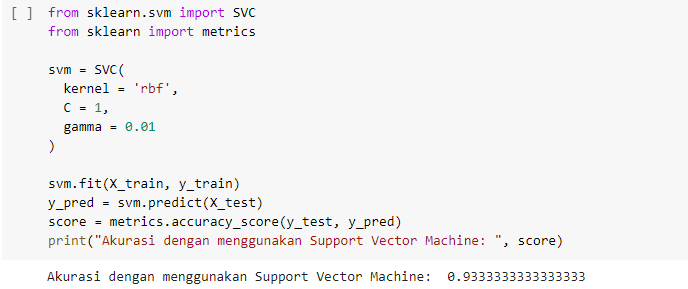 [ ] from sklearn.svm import SVC
from sklearn import metrics
svm = SVC(
kernel = 'rbf',
C = 1,
gamma = 0.01
)
svm.fit(X_train, y_train)
y_pred = svm.predict(X_test)
score = metrics.accuracy_score(y_test, y_pred)
print("Akurasi dengan menggunakan Support Vector Machine: ", score)
Akurasi dengan menggunakan Support Vector Machine:  0.9333333333333333